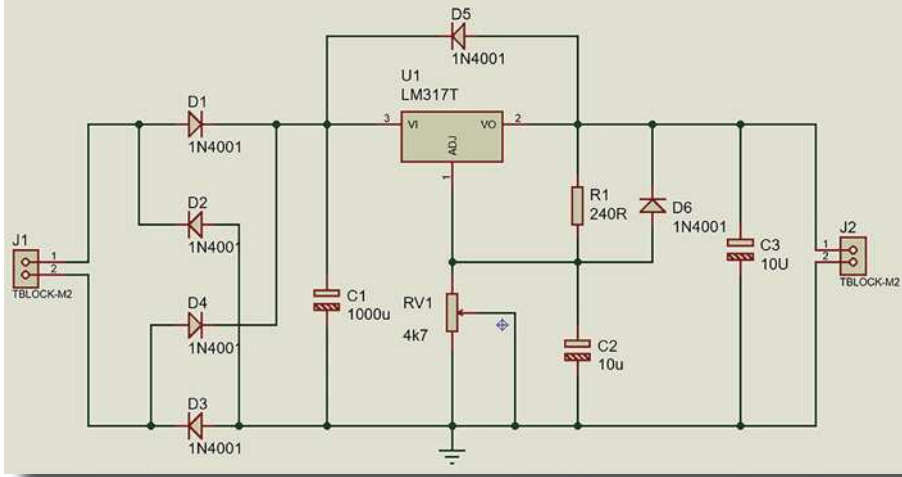 D5
1N4001
U1
LM317T
D1
1N4001
3
VI
VO
2
ADJ
1
D2
1N4001
R1
240R
D6
1N4001
J1
1
2
TBLOCK-M2
J2
1
2
TBLOCK-M2
C3
10U
D4
1N4001
C1
1000u
RV1
4k7
C2
10u
D3
1N4001